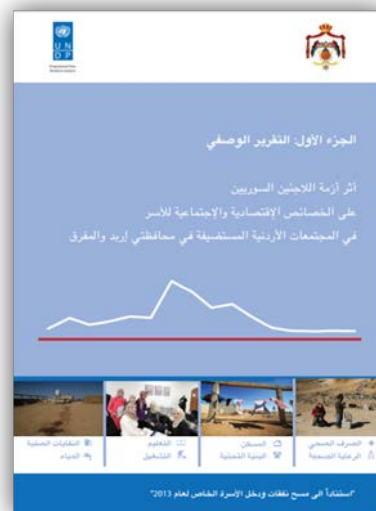 U N
D P
الجزء الأول: التقرير الوصفي
أثر أزمة اللاجئين السوريين
على الخصائص الإقتصادية والإجتماعية للأسر
في المجتمعات الأردنية المستضيفة في محافظتي إربد والمفرق
الصرف الصحي
المسكن
التعليم
النفايات الصلبة
الرعاية الصحية
البنية التحتية
التشغيل
المياه
"استناداً الى مسح نفقات ودخل الأسرة الخاص لعام 2013"